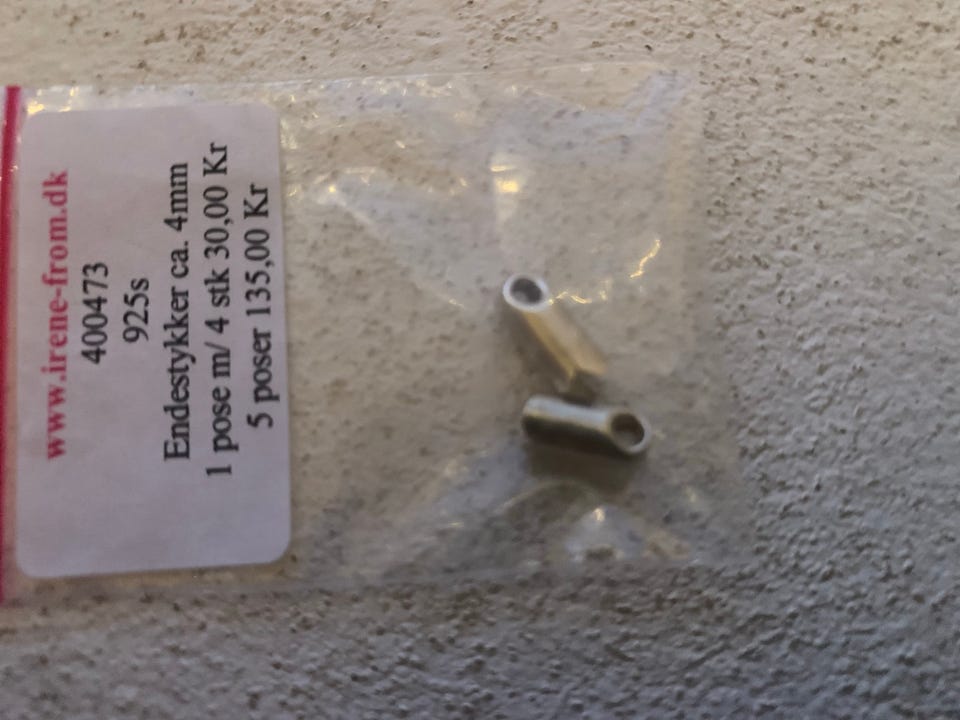 www.irene-from.dk
400473
925s
Endestykker ca. 4mm
1 pose m/ 4 stk 30,00 Kr
5 poser 135,00 Kr